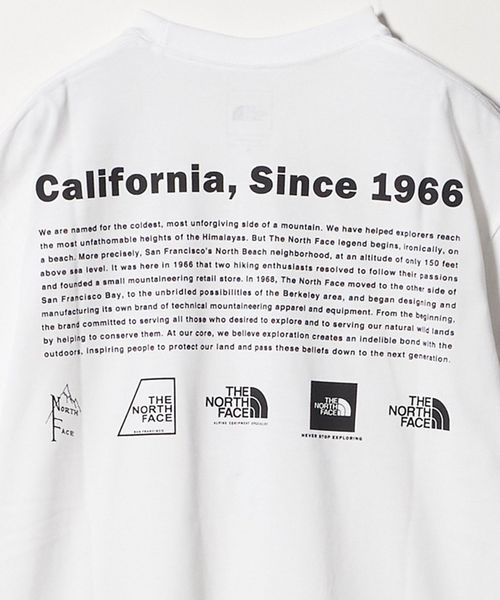 California, Since 1966
We are named for the coldest, most unforgiving side of a mountain. We have helped explorers reach
the most unfathomable heights of the Himalayas. But The North Face legend begins, ironically, on
a beach. More precisely, San Francisco's North Beach neighborhood, at an altitude of only 150 feet
above sea level. It was here in 1966 that two hiking enthusiasts resolved to follow their passions
and founded a small mountaineering retail store. In 1968, The North Face moved to the other side of
San Francisco Bay, to the unbridled possibilities of the Berkeley area, and began designing and
manufacturing its own brand of technical mountaineering apparel and equipment. From the beginning,
the brand committed to serving all those who desired to explore and to serving our natural wild lands
by helping to conserve them. At our core, we believe exploration creates an indelible bond with the
outdoors, inspiring people to protect our land and pass these beliefs down to the next generation.
North
Face
THE
NORTH
FACE
SAN FRANCISCO
THE
NORTH
FACE
ALPINE EQUIPMENT SPECIALIST
THE
NORTH
FACE
NEVER STOP EXPLORING
THE
NORTH
FACE